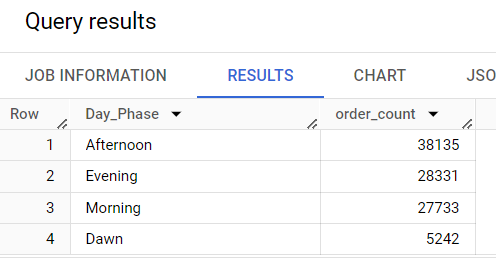 Query results
JOB INFORMATION RESULTS CHART JSO
Row Day_Phase order_count
1 Afternoon 38135
2 Evening 28331
3 Morning 27733
4 Dawn 5242